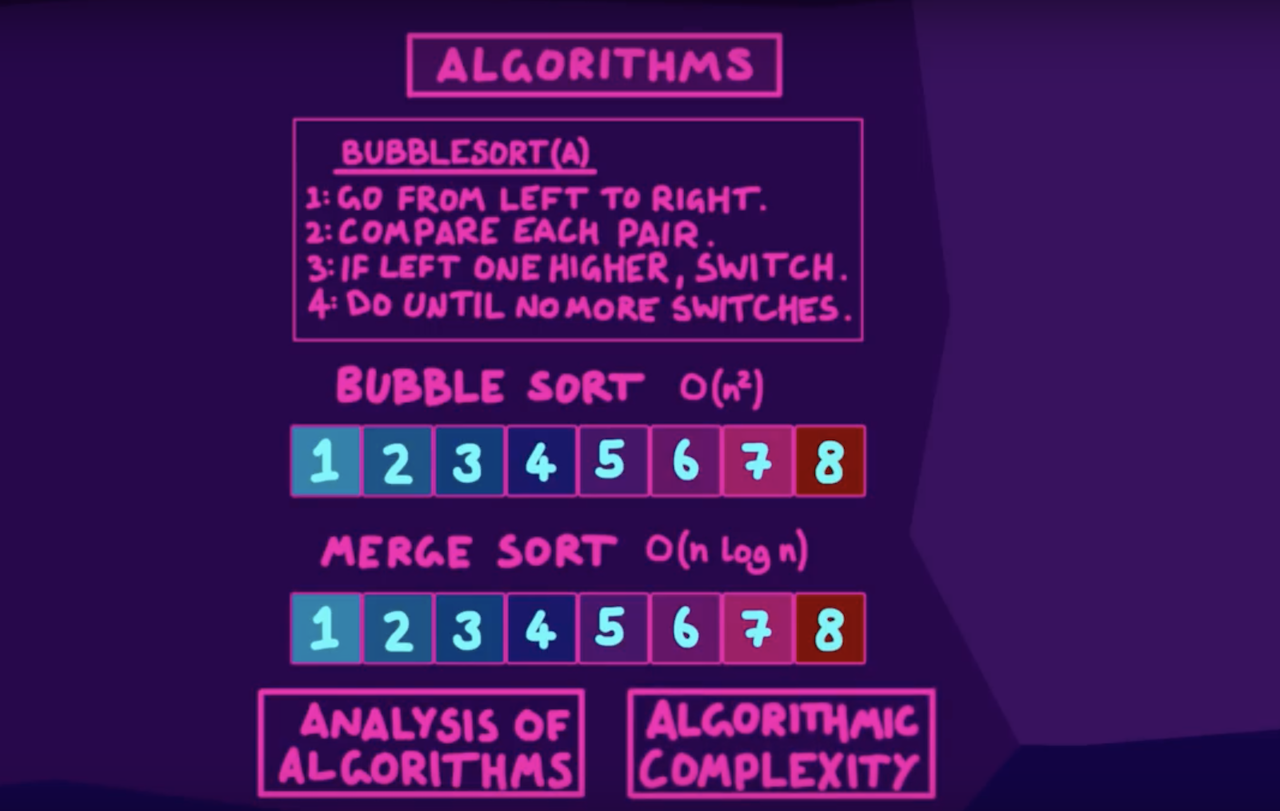 ALGORITHMS
BUBBLESORT(A)
1: GO FROM LEFT TO RIGHT.
2: COMPARE EACH PAIR.
3: IF LEFT ONE HIGHER, SWITCH.
4: DO UNTIL NO MORE SWITCHES.
BUBBLE SORT O(n²)
1 2 3 4 5 6 7 8
MERGE SORT O(n log n)
1 2 3 4 5 6 7 8
ANALYSIS OF
ALGORITHMS
ALGORITHMIC
COMPLEXITY